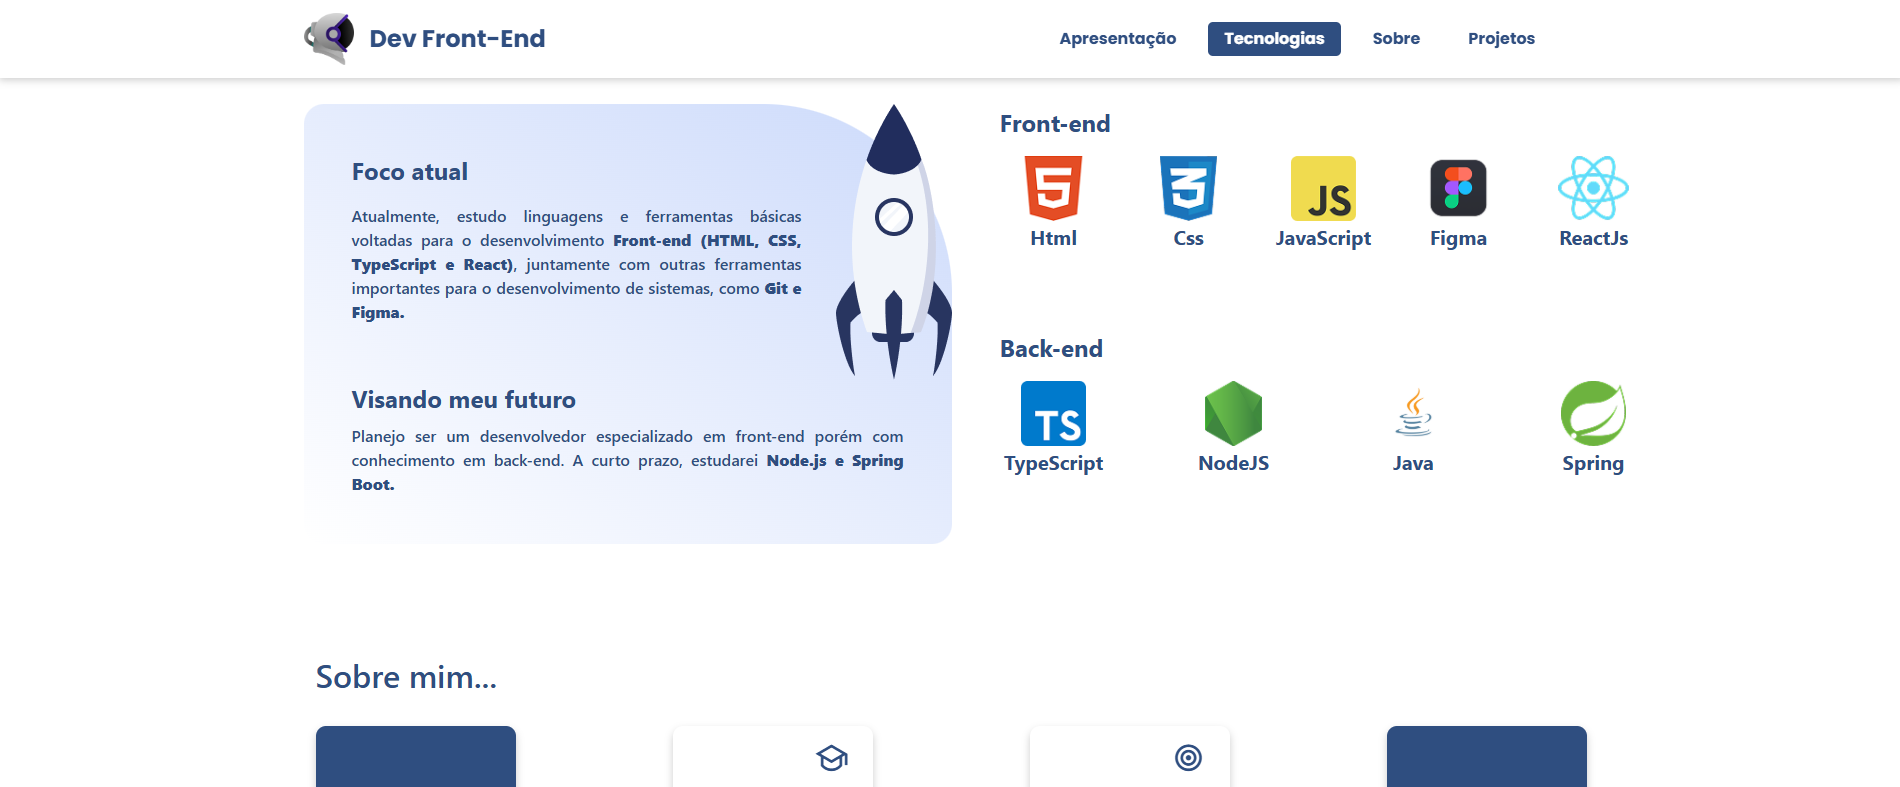 Dev Front-End
Apresentação
Tecnologias
Sobre
Projetos
Foco atual
Atualmente, estudo linguagens e ferramentas básicas
voltadas para o desenvolvimento Front-end (HTML, CSS,
TypeScript e React), juntamente com outras ferramentas
importantes para o desenvolvimento de sistemas, como Git e
Figma.
Visando meu futuro
Planejo ser um desenvolvedor especializado em front-end porém com
conhecimento em back-end. A curto prazo, estudarei Node.js e Spring
Boot.
Front-end
5
3
JS
Html
Css
JavaScript
Figma
ReactJs
Back-end
TS
TypeScript
NodeJS
Java
Spring
Sobre mim...